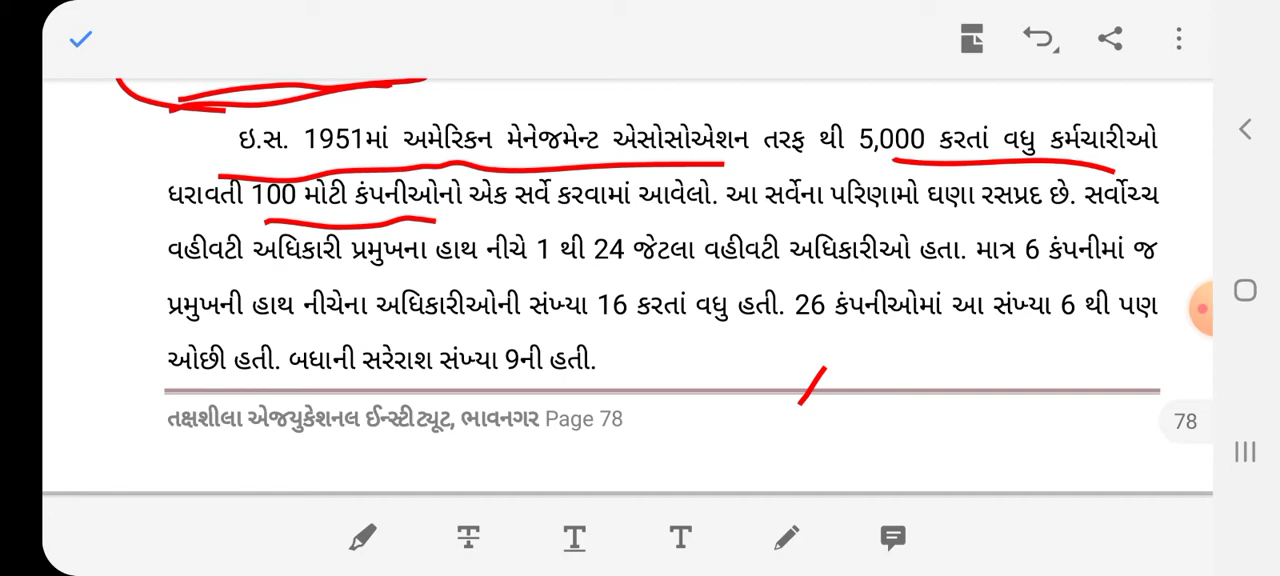 ઇ.સ. 1951માં અમેરિકન મેનેજમેન્ટ એસોસોએશન તરફ થી 5,000 કરતાં વધુ કર્મચારીઓ
ધરાવતી 100 મોટી કંપનીઓનો એક સર્વે કરવામાં આવેલો. આ સર્વેના પરિણામો ઘણા રસપ્રદ છે. સર્વોચ્ચ
વહીવટી અધિકારી પ્રમુખના હાથ નીચે 1 થી 24 જેટલા વહીવટી અધિકારીઓ હતા. માત્ર 6 કંપનીમાં જ
પ્રમુખની હાથ નીચેના અધિકારીઓની સંખ્યા 16 કરતાં વધુ હતી. 26 કંપનીઓમાં આ સંખ્યા 6 થી પણ
ઓછી હતી. બધાની સરેરાશ સંખ્યા 9ની હતી.
તક્ષશીલા એજ્યુકેશનલ ઈન્સ્ટીટ્યૂટ, ભાવનગર Page 78
78
T T T